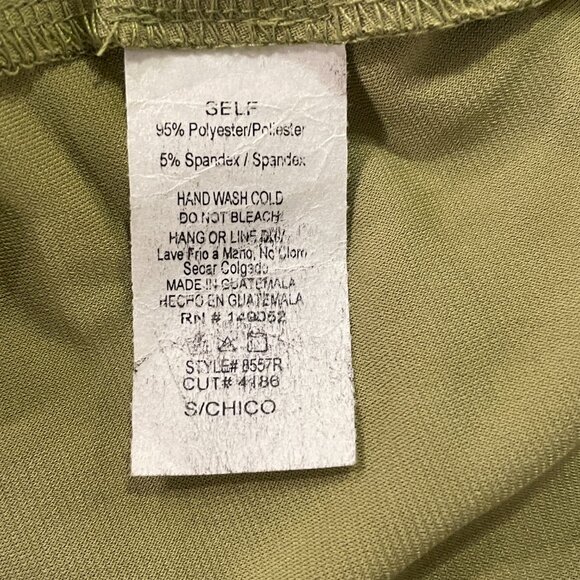 SELF
95% Polyester/Poliester
5% Spandex / Spandex
HAND WASH COLD
DO NOT BLEACH
HANG OR LINE DRY
Lave Frio a Mano, No Cloro
Secar Colgado
MADE IN GUATEMALA
HECHO EN GUATEMALA
RN # 149052
STYLE# 8557R
CUT# 4186
S/CHICO